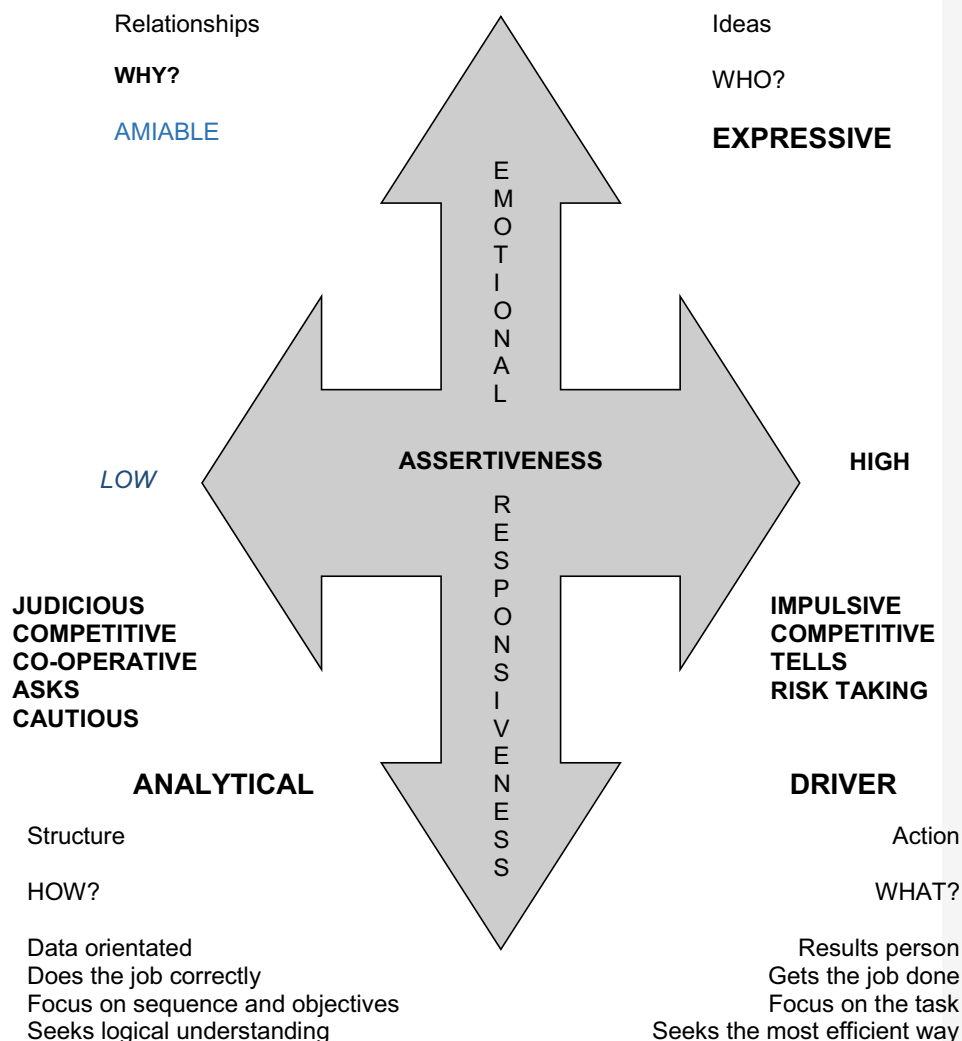 Relationships
WHY?
AMIABLE
Ideas
WHO?
EXPRESSIVE
EMOTIONAL
LOW
ASSERTIVENESS
HIGH
RESPONSIVENESS
JUDICIOUS
COMPETITIVE
CO-OPERATIVE
ASKS
CAUTIOUS
IMPULSIVE
COMPETITIVE
TELLS
RISK TAKING
ANALYTICAL
Structure
HOW?
Data orientated
Does the job correctly
Focus on sequence and objectives
Seeks logical understanding
DRIVER
Action
WHAT?
Results person
Gets the job done
Focus on the task
Seeks the most efficient way